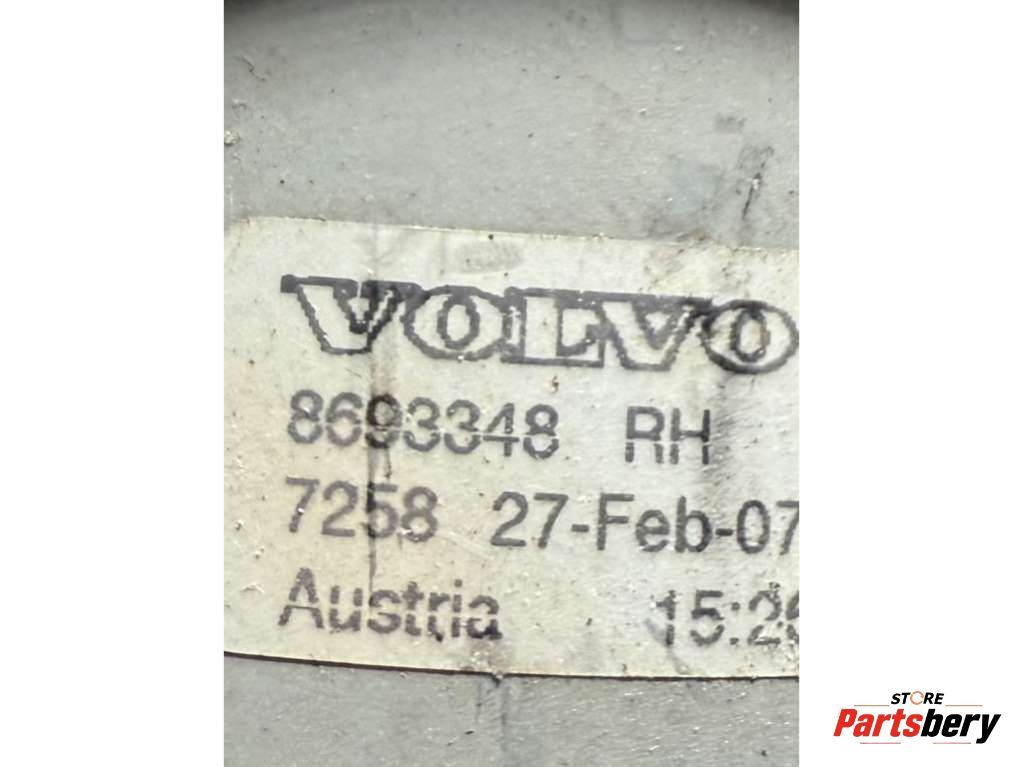 VOLVO
8693348 RH
7258 27-Feb-07
Austria
STORE
Partsbery